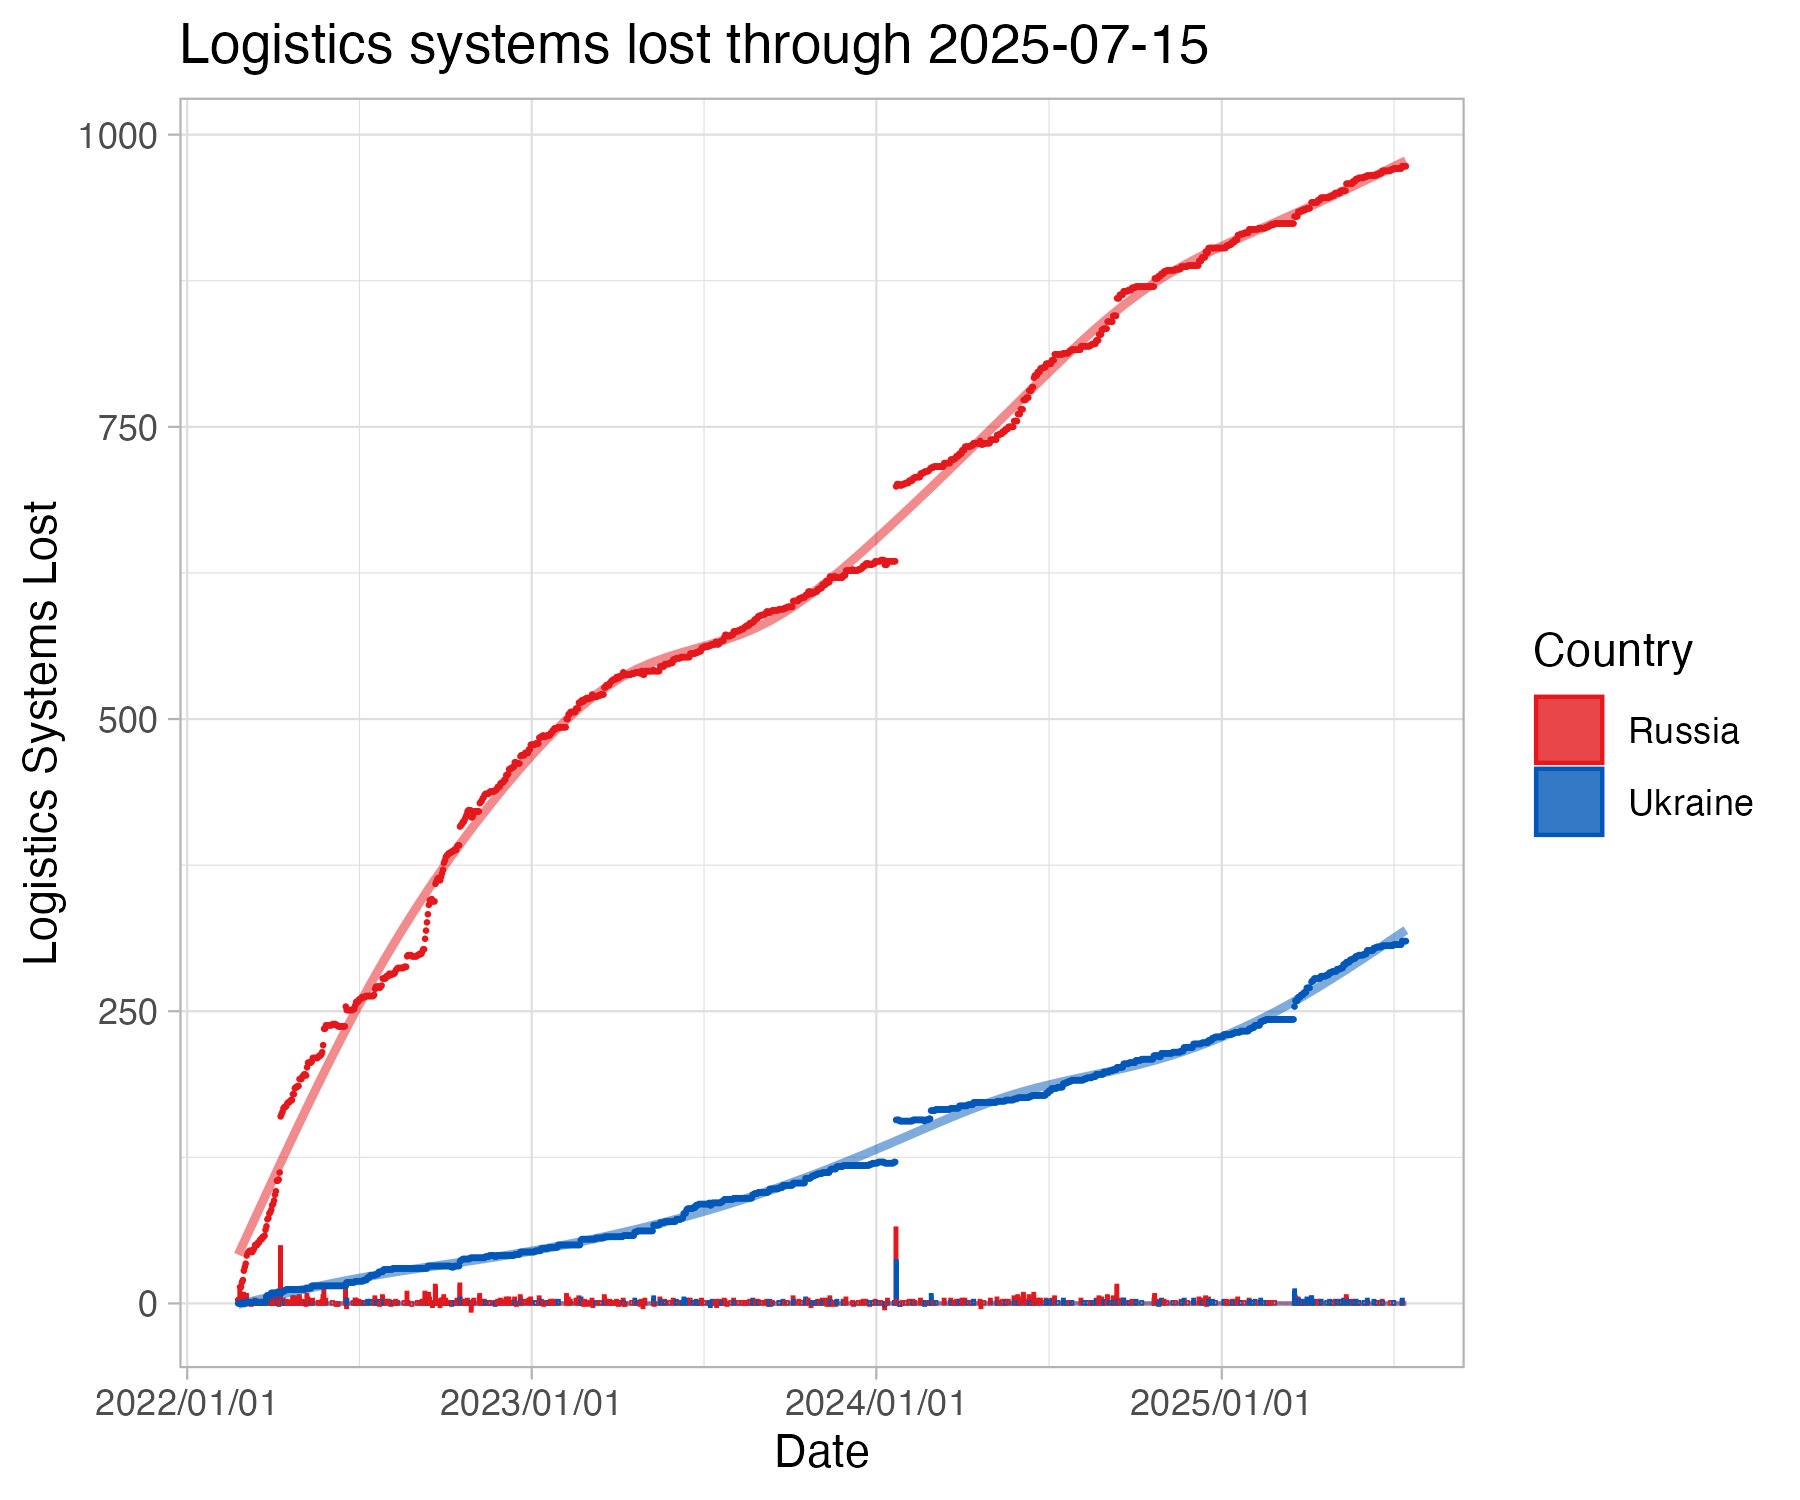 Logistics systems lost through 2025-07-15
Logistics Systems Lost
1000
750
500
250
0
2022/01/01
2023/01/01
2024/01/01
2025/01/01
Date
Country
Russia
Ukraine